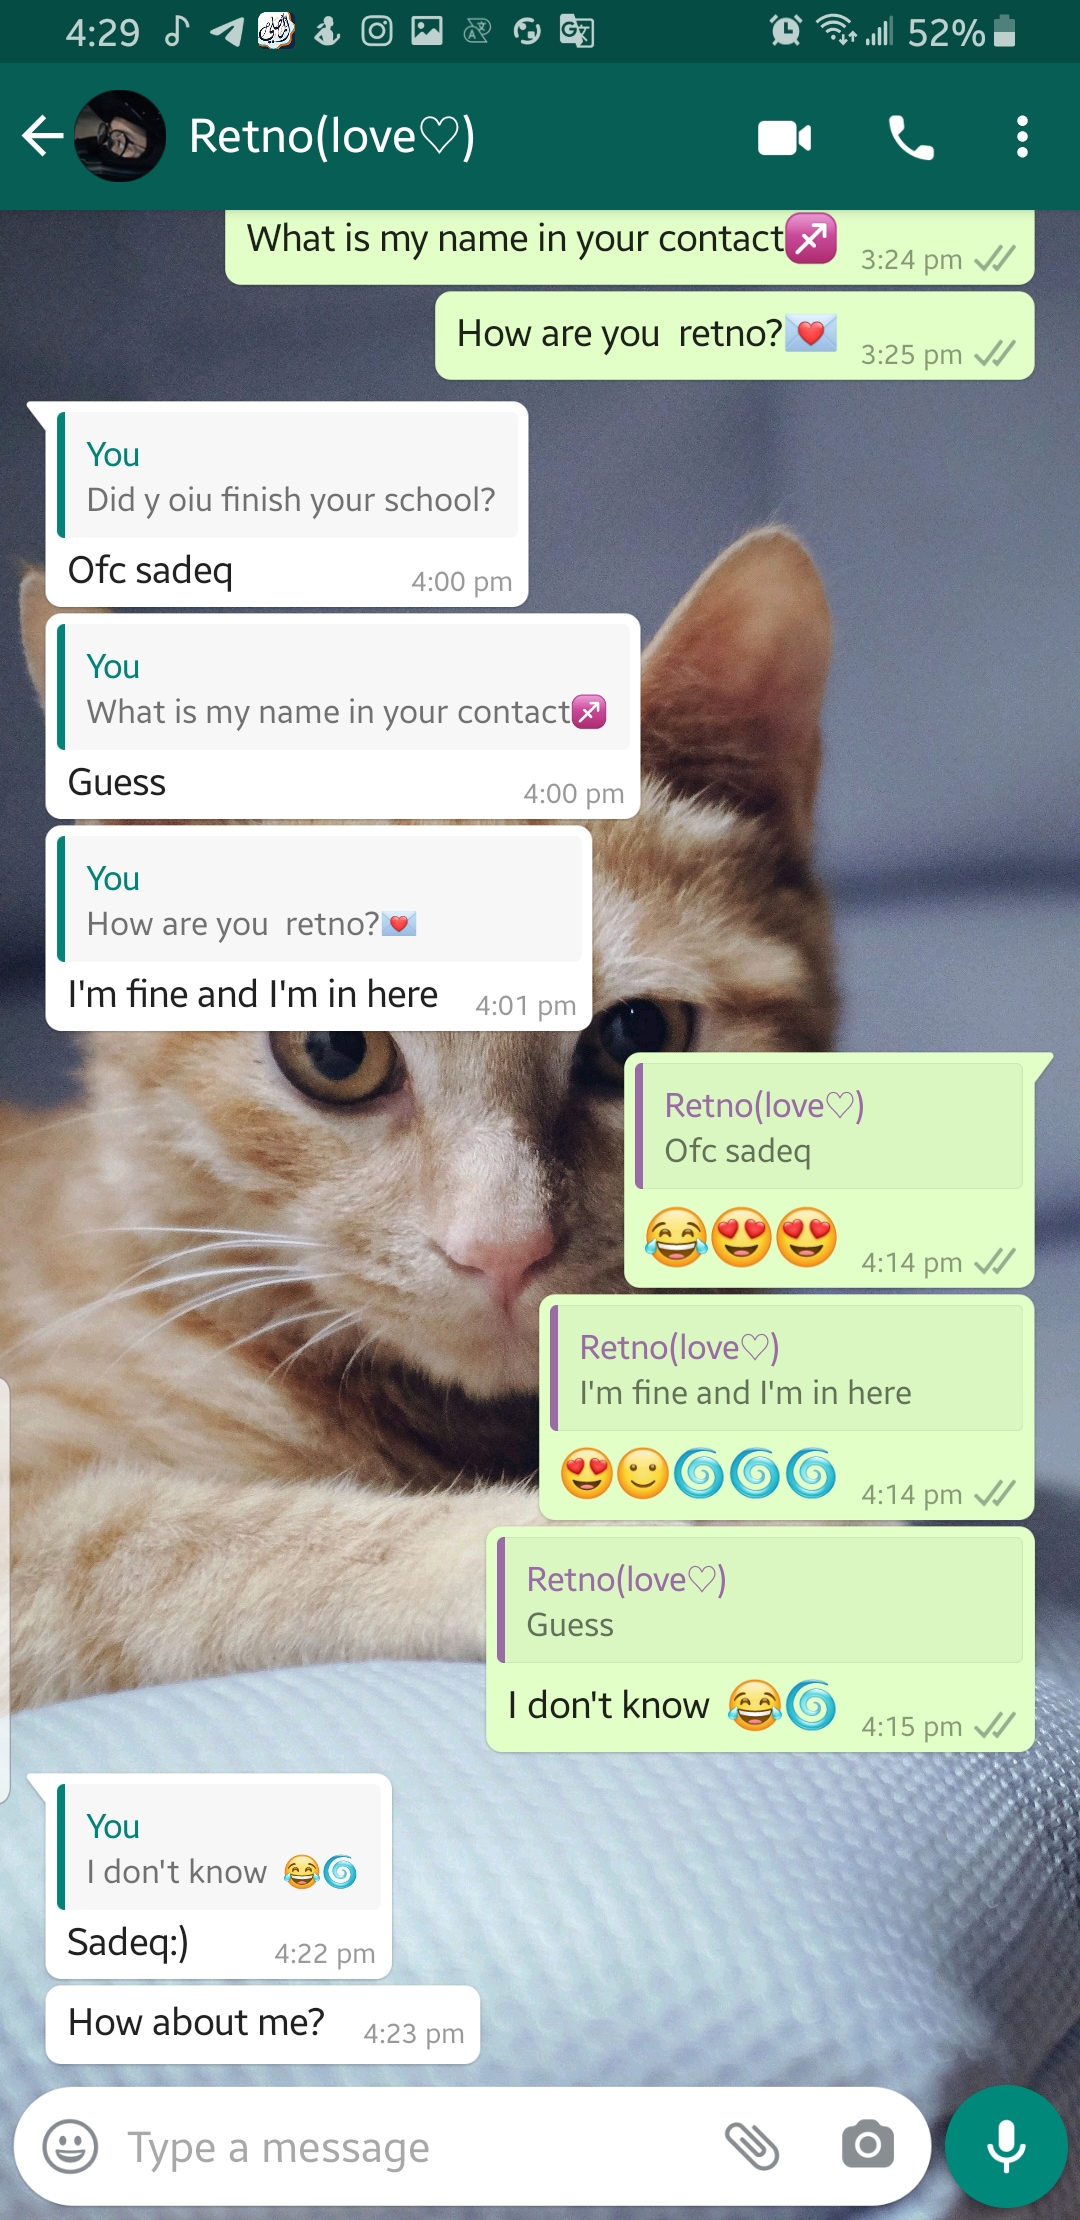 4:29
52%
Retno(love♡)
What is my name in your contact♐
3:24 pm
How are you  retno?💌
3:25 pm
You
Did y oiu finish your school?
Ofc sadeq
4:00 pm
You
What is my name in your contact♐
Guess
4:00 pm
You
How are you  retno?💌
I'm fine and I'm in here
4:01 pm
Retno(love♡)
Ofc sadeq
😂😍😍
4:14 pm
Retno(love♡)
I'm fine and I'm in here
😍🙂🌀🌀🌀
4:14 pm
Retno(love♡)
Guess
I don't know  😂🌀
4:15 pm
You
I don't know  😂🌀
Sadeq:)
4:22 pm
How about me?
4:23 pm
Type a message